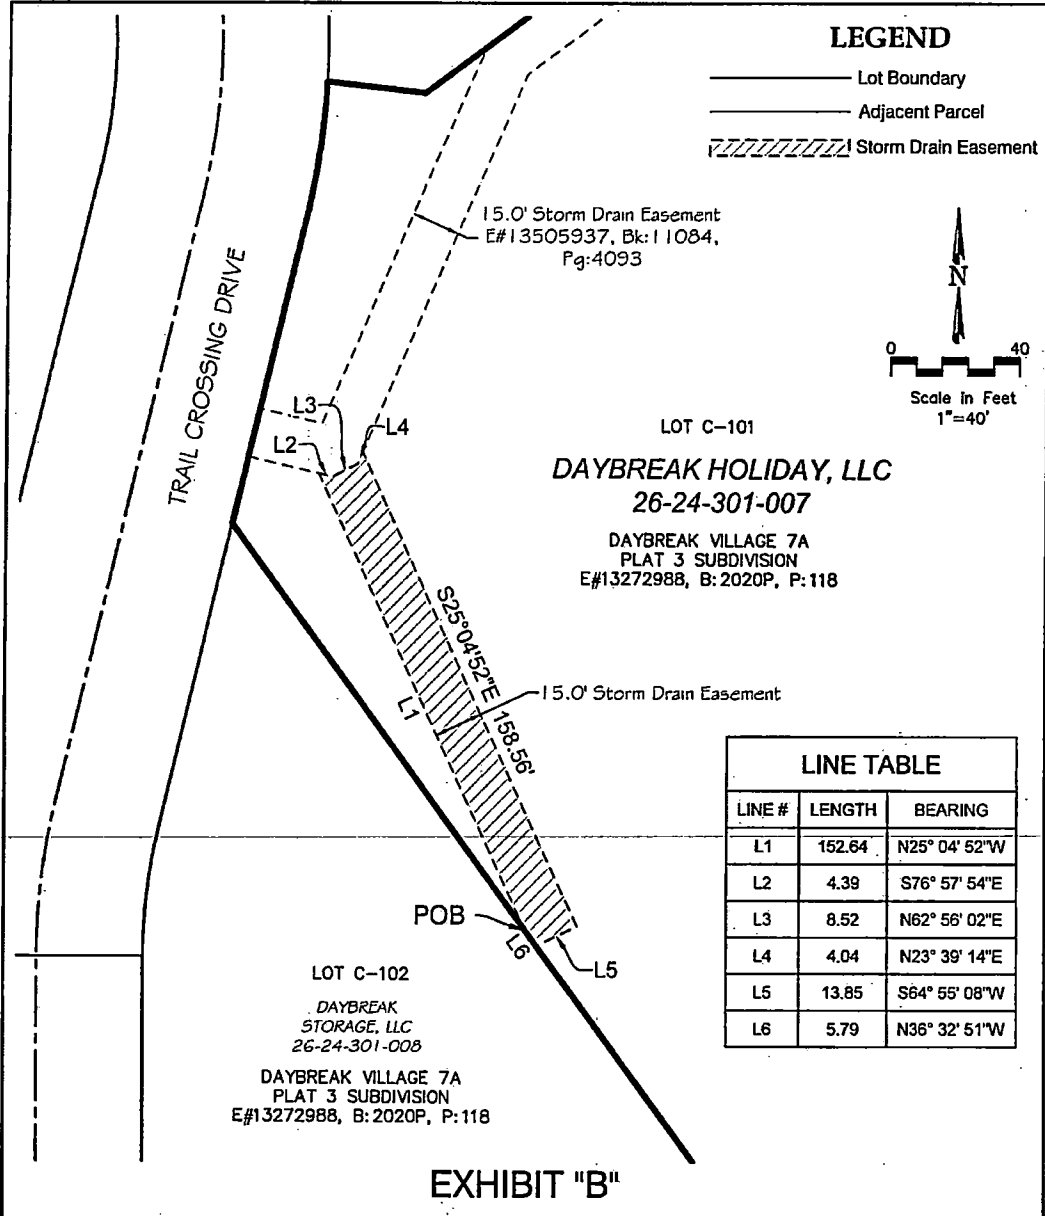 LEGEND
Lot Boundary
Adjacent Parcel
Storm Drain Easement
15.0' Storm Drain Easement
E#13505937, Bk:11084,
Pg:4093
N
0 40
Scale in Feet
1"=40'
TRAIL CROSSING DRIVE
L3
L4
L2
LOT C-101
DAYBREAK HOLIDAY, LLC
26-24-301-007
DAYBREAK VILLAGE 7A
PLAT 3 SUBDIVISION
E#13272988, B:2020P, P:118
S25°04'52"E 158.56'
L1
15.0' Storm Drain Easement
LINE TABLE
LINE # LENGTH BEARING
L1 152.64 N25° 04' 52"W
L2 4.39 S76° 57' 54"E
L3 8.52 N62° 56' 02"E
L4 4.04 N23° 39' 14"E
L5 13.85 S64° 55' 08"W
L6 5.79 N36° 32' 51"W
POB
L6
L5
LOT C-102
DAYBREAK
STORAGE, LLC
26-24-301-008
DAYBREAK VILLAGE 7A
PLAT 3 SUBDIVISION
E#13272988, B:2020P, P:118
EXHIBIT "B"